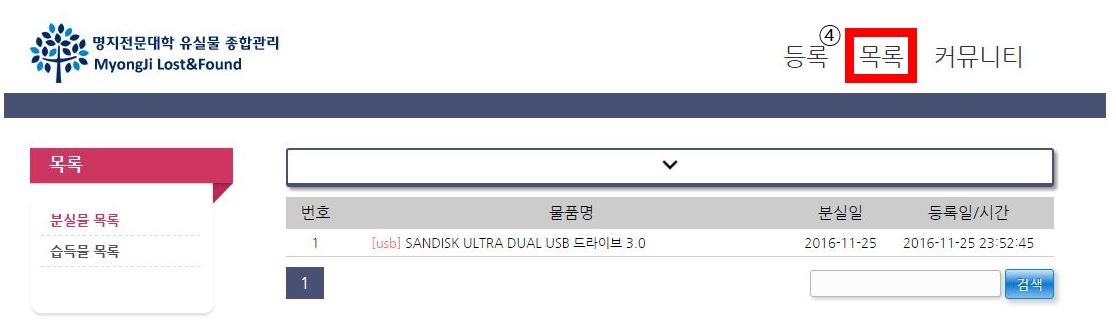 명지전문대학 유실물 종합관리
MyongJi Lost&Found
등록 ④ 목록 커뮤니티
목록
분실물 목록
습득물 목록
번호 물품명 분실일 등록일/시간
1 [usb] SANDISK ULTRA DUAL USB 드라이브 3.0 2016-11-25 2016-11-25 23:52:45
1 검색